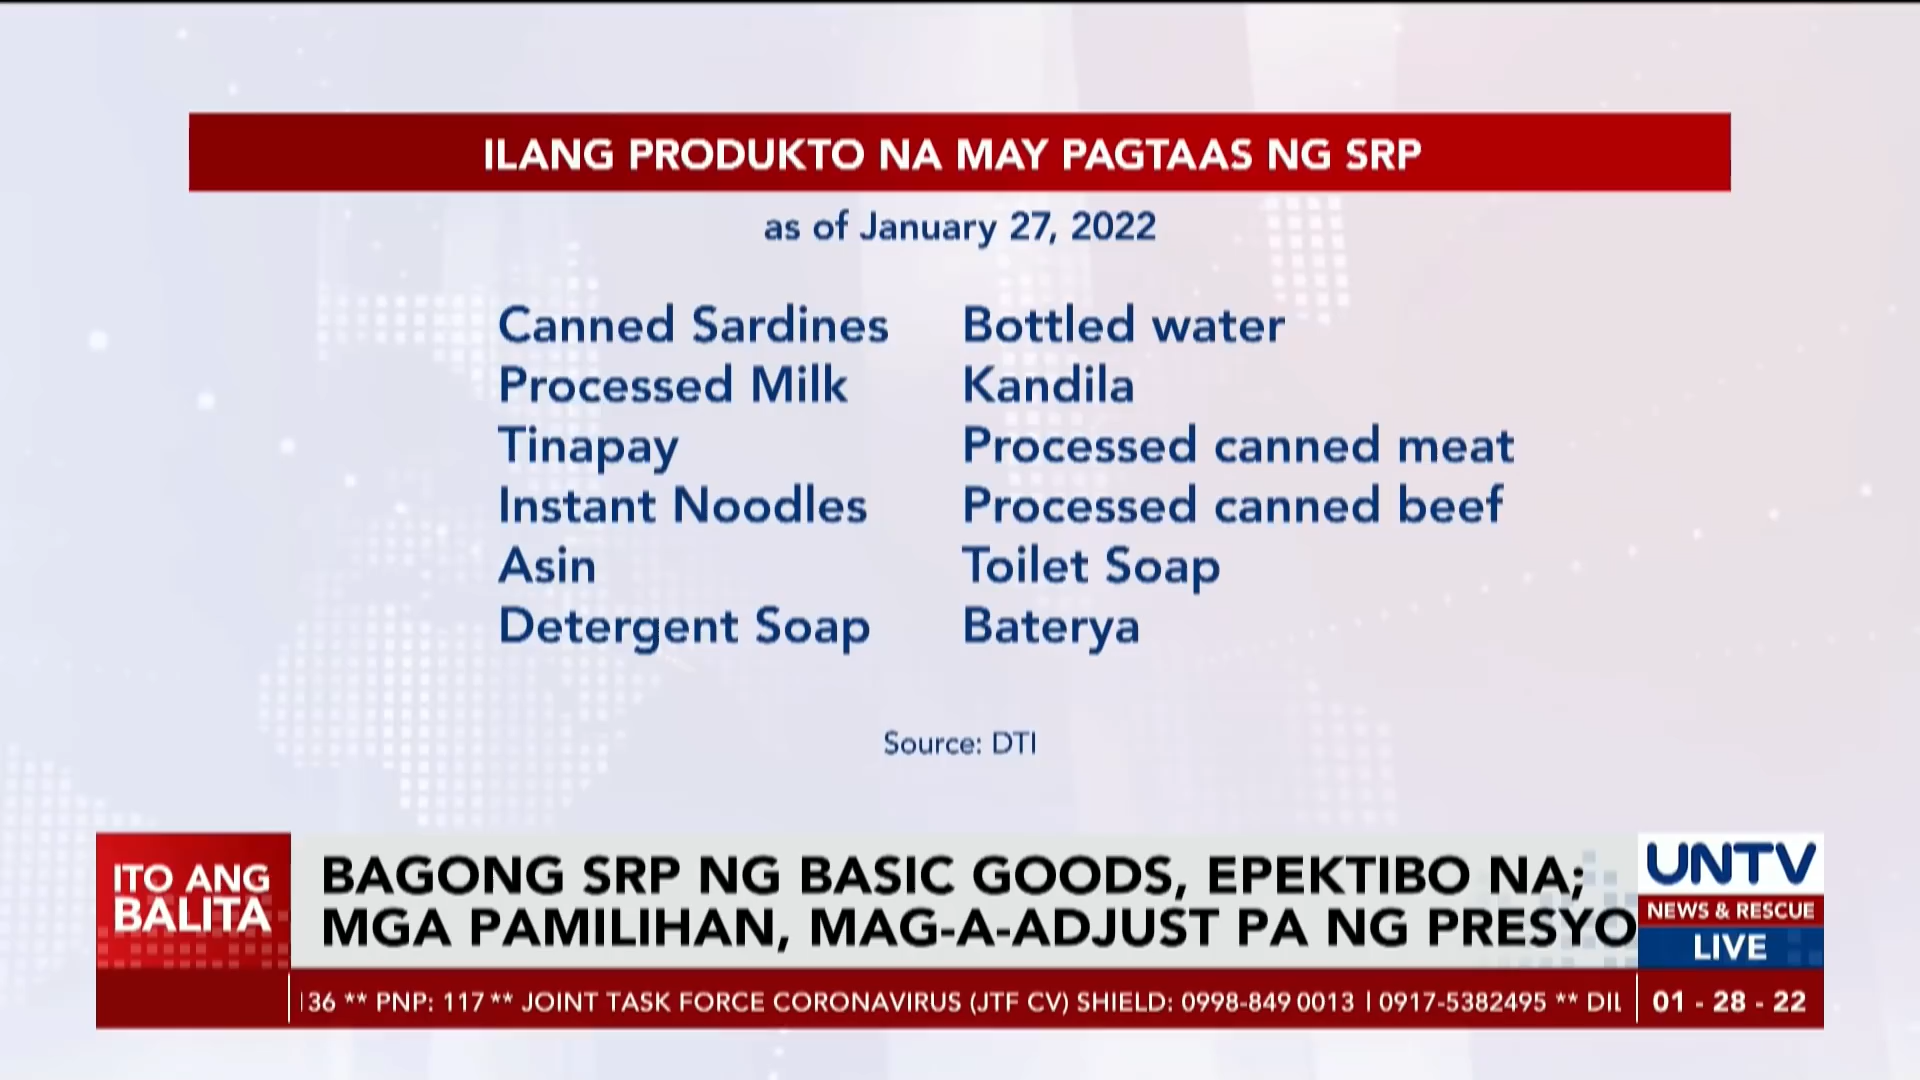 ILANG PRODUKTO NA MAY PAGTAAS NG SRP
as of January 27, 2022
Canned Sardines
Processed Milk
Tinapay
Instant Noodles
Asin
Detergent Soap
Bottled water
Kandila
Processed canned meat
Processed canned beef
Toilet Soap
Baterya
Source: DTI
ITO ANG
BALITA
BAGONG SRP NG BASIC GOODS, EPEKTIBO NA;
MGA PAMILIHAN, MAG-A-ADJUST PA NG PRESYO
UNTV
NEWS & RESCUE
LIVE
36 ** PNP: 117 ** JOINT TASK FORCE CORONAVIRUS (JTF CV) SHIELD: 0998-849 0013 | 0917-5382495 ** DIL
01 - 28 - 22